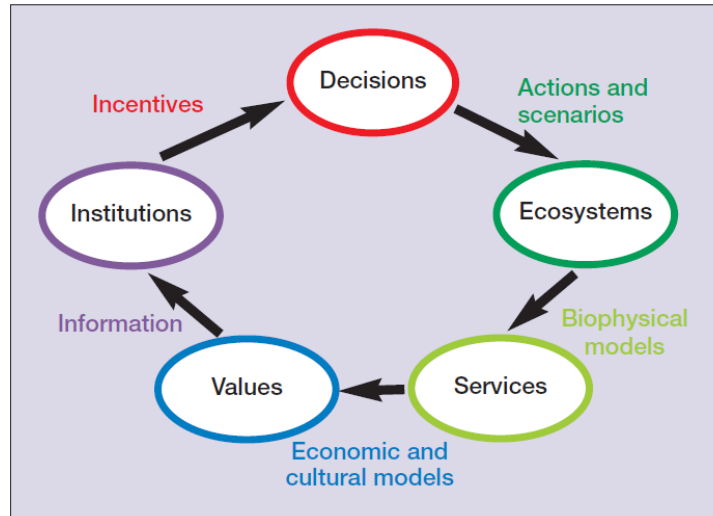 Decisions
Incentives
Actions and
scenarios
Institutions
Ecosystems
Information
Biophysical
models
Values
Services
Economic and
cultural models